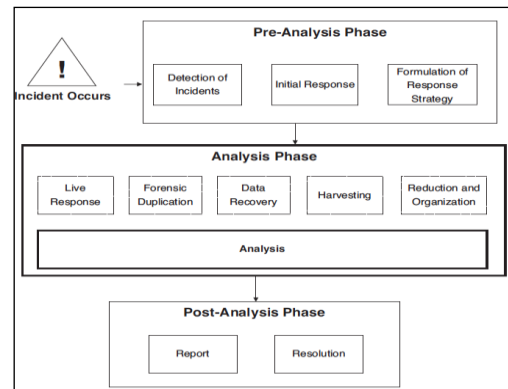 Pre-Analysis Phase
!
Incident Occurs
Detection of
Incidents
Initial Response
Formulation of
Response
Strategy
Analysis Phase
Live
Response
Forensic
Duplication
Data
Recovery
Harvesting
Reduction and
Organization
Analysis
Post-Analysis Phase
Report
Resolution